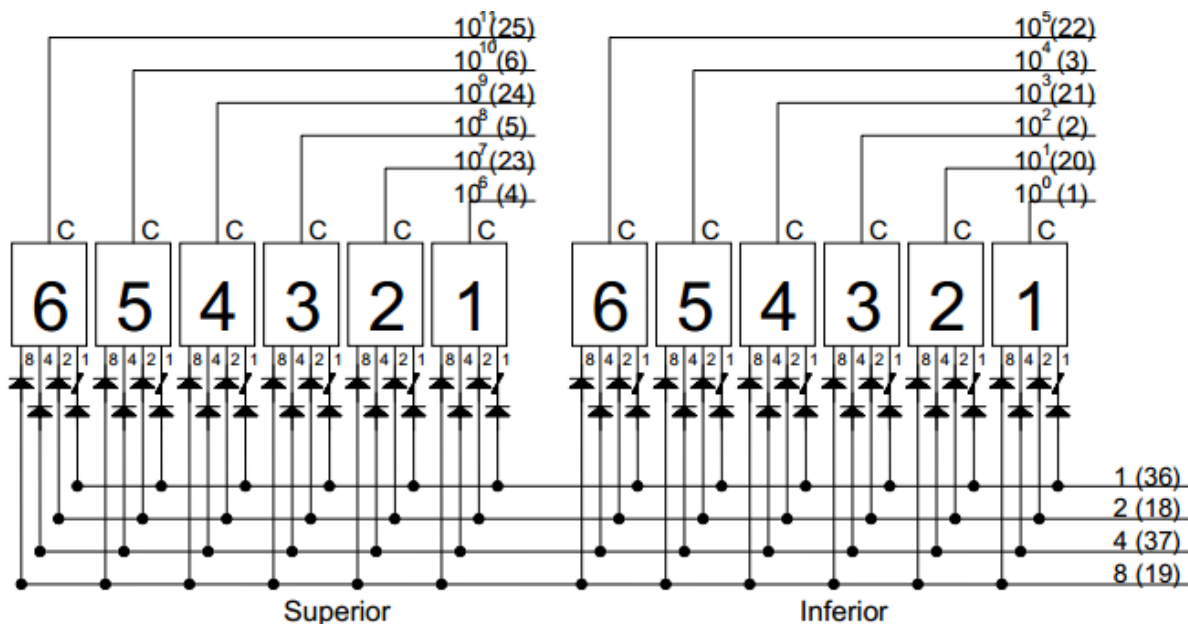 10^11 (25) 10^5 (22)
10^10 (6) 10^4 (3)
10^9 (24) 10^3 (21)
10^8 (5) 10^2 (2)
10^7 (23) 10^1 (20)
10^6 (4) 10^0 (1)
C C C C C C C C C C C C
6 5 4 3 2 1 6 5 4 3 2 1
8 4 2 1 8 4 2 1 8 4 2 1 8 4 2 1 8 4 2 1 8 4 2 1 8 4 2 1 8 4 2 1 8 4 2 1 8 4 2 1 8 4 2 1 8 4 2 1
1 (36)
2 (18)
4 (37)
8 (19)
Superior Inferior